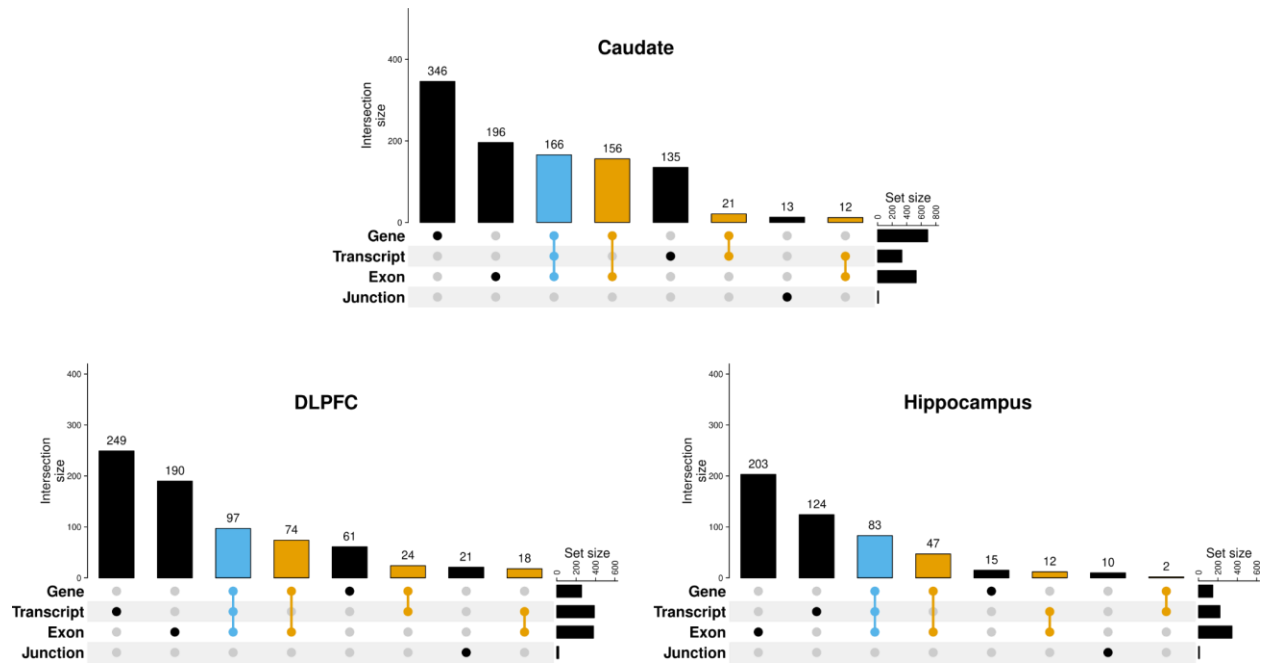 Caudate
Intersection
size
400
200
0
346
196
166
156
135
21
13
12
Set size
0
200
400
600
800
Gene
Transcript
Exon
Junction
DLPFC
Intersection
size
400
300
200
100
0
249
190
97
74
61
24
21
18
Set size
0
200
400
600
Gene
Transcript
Exon
Junction
Hippocampus
Intersection
size
400
300
200
100
0
203
124
83
47
15
12
10
2
Set size
0
200
400
600
Gene
Transcript
Exon
Junction